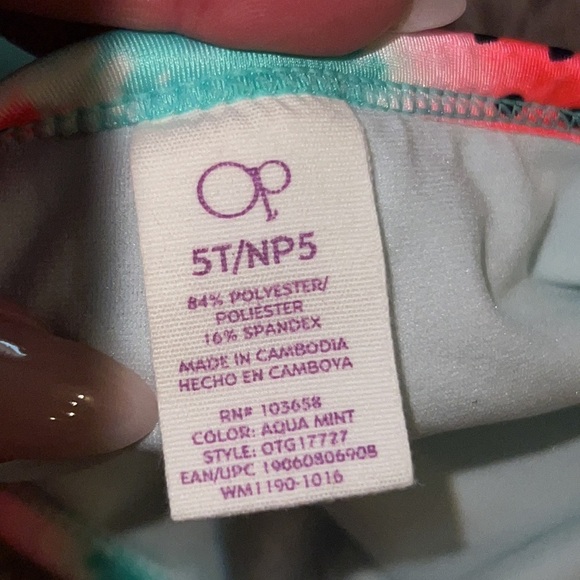 Op
5T/NP5
84% POLYESTER/
POLIESTER
16% SPANDEX
MADE IN CAMBODIA
HECHO EN CAMBOYA
RN# 103658
COLOR: AQUA MINT
STYLE: OTG17727
EAN/UPC 19060806908
WM1190-1016